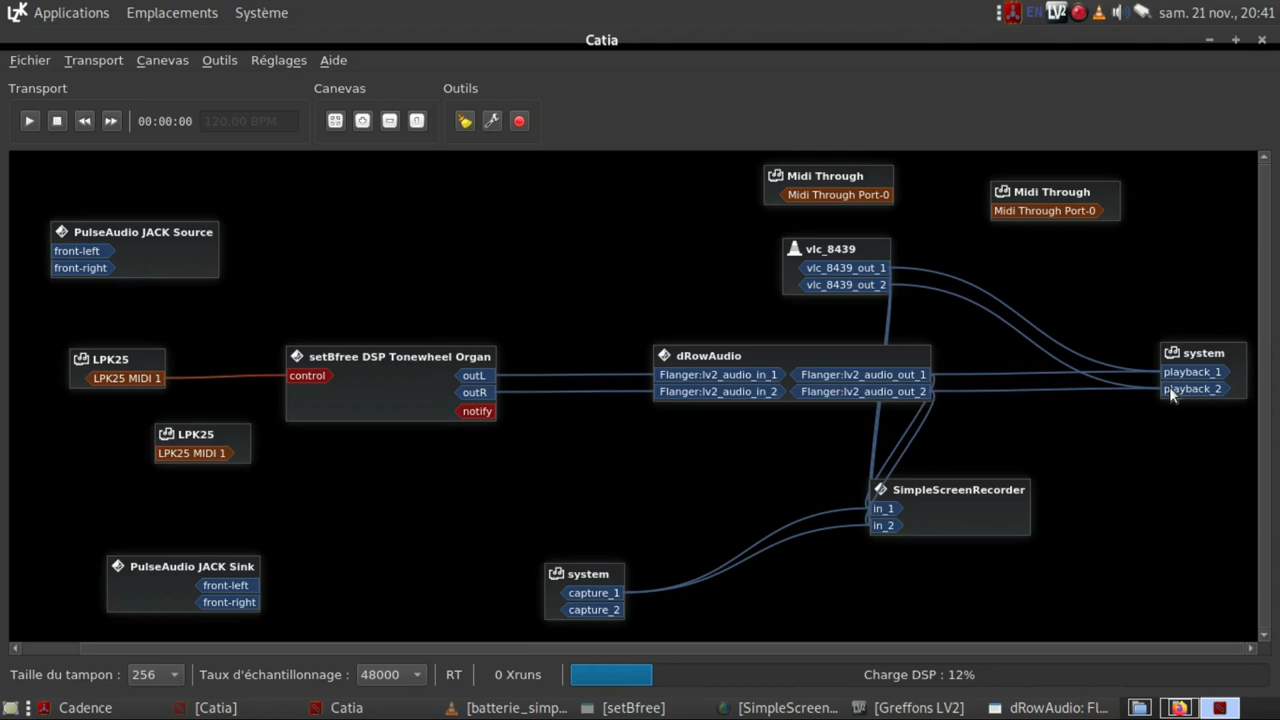 Applications Emplacements Système EN LV2 sam. 21 nov., 20:41
Catia
Fichier Transport Canevas Outils Réglages Aide
Transport Canevas Outils
00:00:00 120,00 BPM
Midi Through
Midi Through Port-0
Midi Through
Midi Through Port-0
PulseAudio JACK Source
front-left
front-right
vlc_8439
vlc_8439_out_1
vlc_8439_out_2
LPK25
LPK25 MIDI 1
setBfree DSP Tonewheel Organ
control outL
outR
notify
dRowAudio
Flanger:lv2_audio_in_1 Flanger:lv2_audio_out_1
Flanger:lv2_audio_in_2 Flanger:lv2_audio_out_2
system
playback_1
playback_2
LPK25
LPK25 MIDI 1
SimpleScreenRecorder
in_1
in_2
PulseAudio JACK Sink
front-left
front-right
system
capture_1
capture_2
Taille du tampon : 256 Taux d'échantillonnage : 48000 RT 0 Xruns Charge DSP : 12%
Cadence [Catia] Catia [batterie_simp... [setBfree] [SimpleScreen... [Greffons LV2] dRowAudio: Fl...